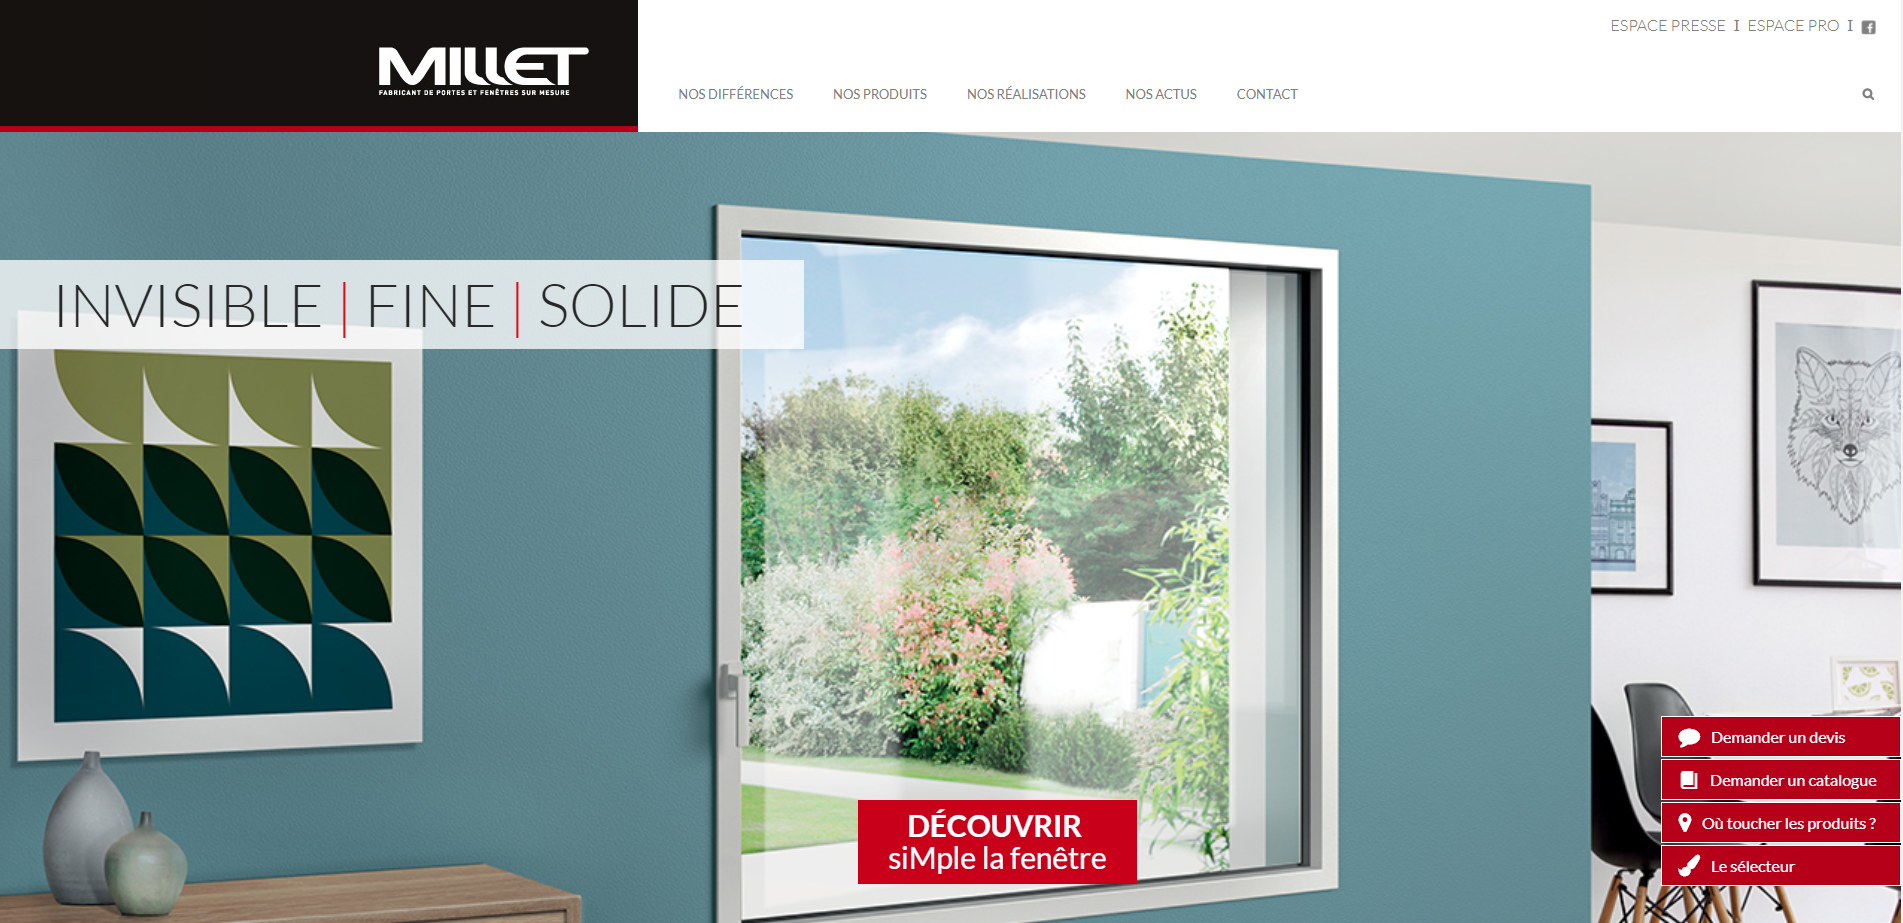 MILLET
FABRICANT DE PORTES ET FENÊTRES SUR MESURE
ESPACE PRESSE I ESPACE PRO I
NOS DIFFÉRENCES NOS PRODUITS NOS RÉALISATIONS NOS ACTUS CONTACT
INVISIBLE | FINE | SOLIDE
DÉCOUVRIR
siMple la fenêtre
Demander un devis
Demander un catalogue
Où toucher les produits ?
Le sélecteur